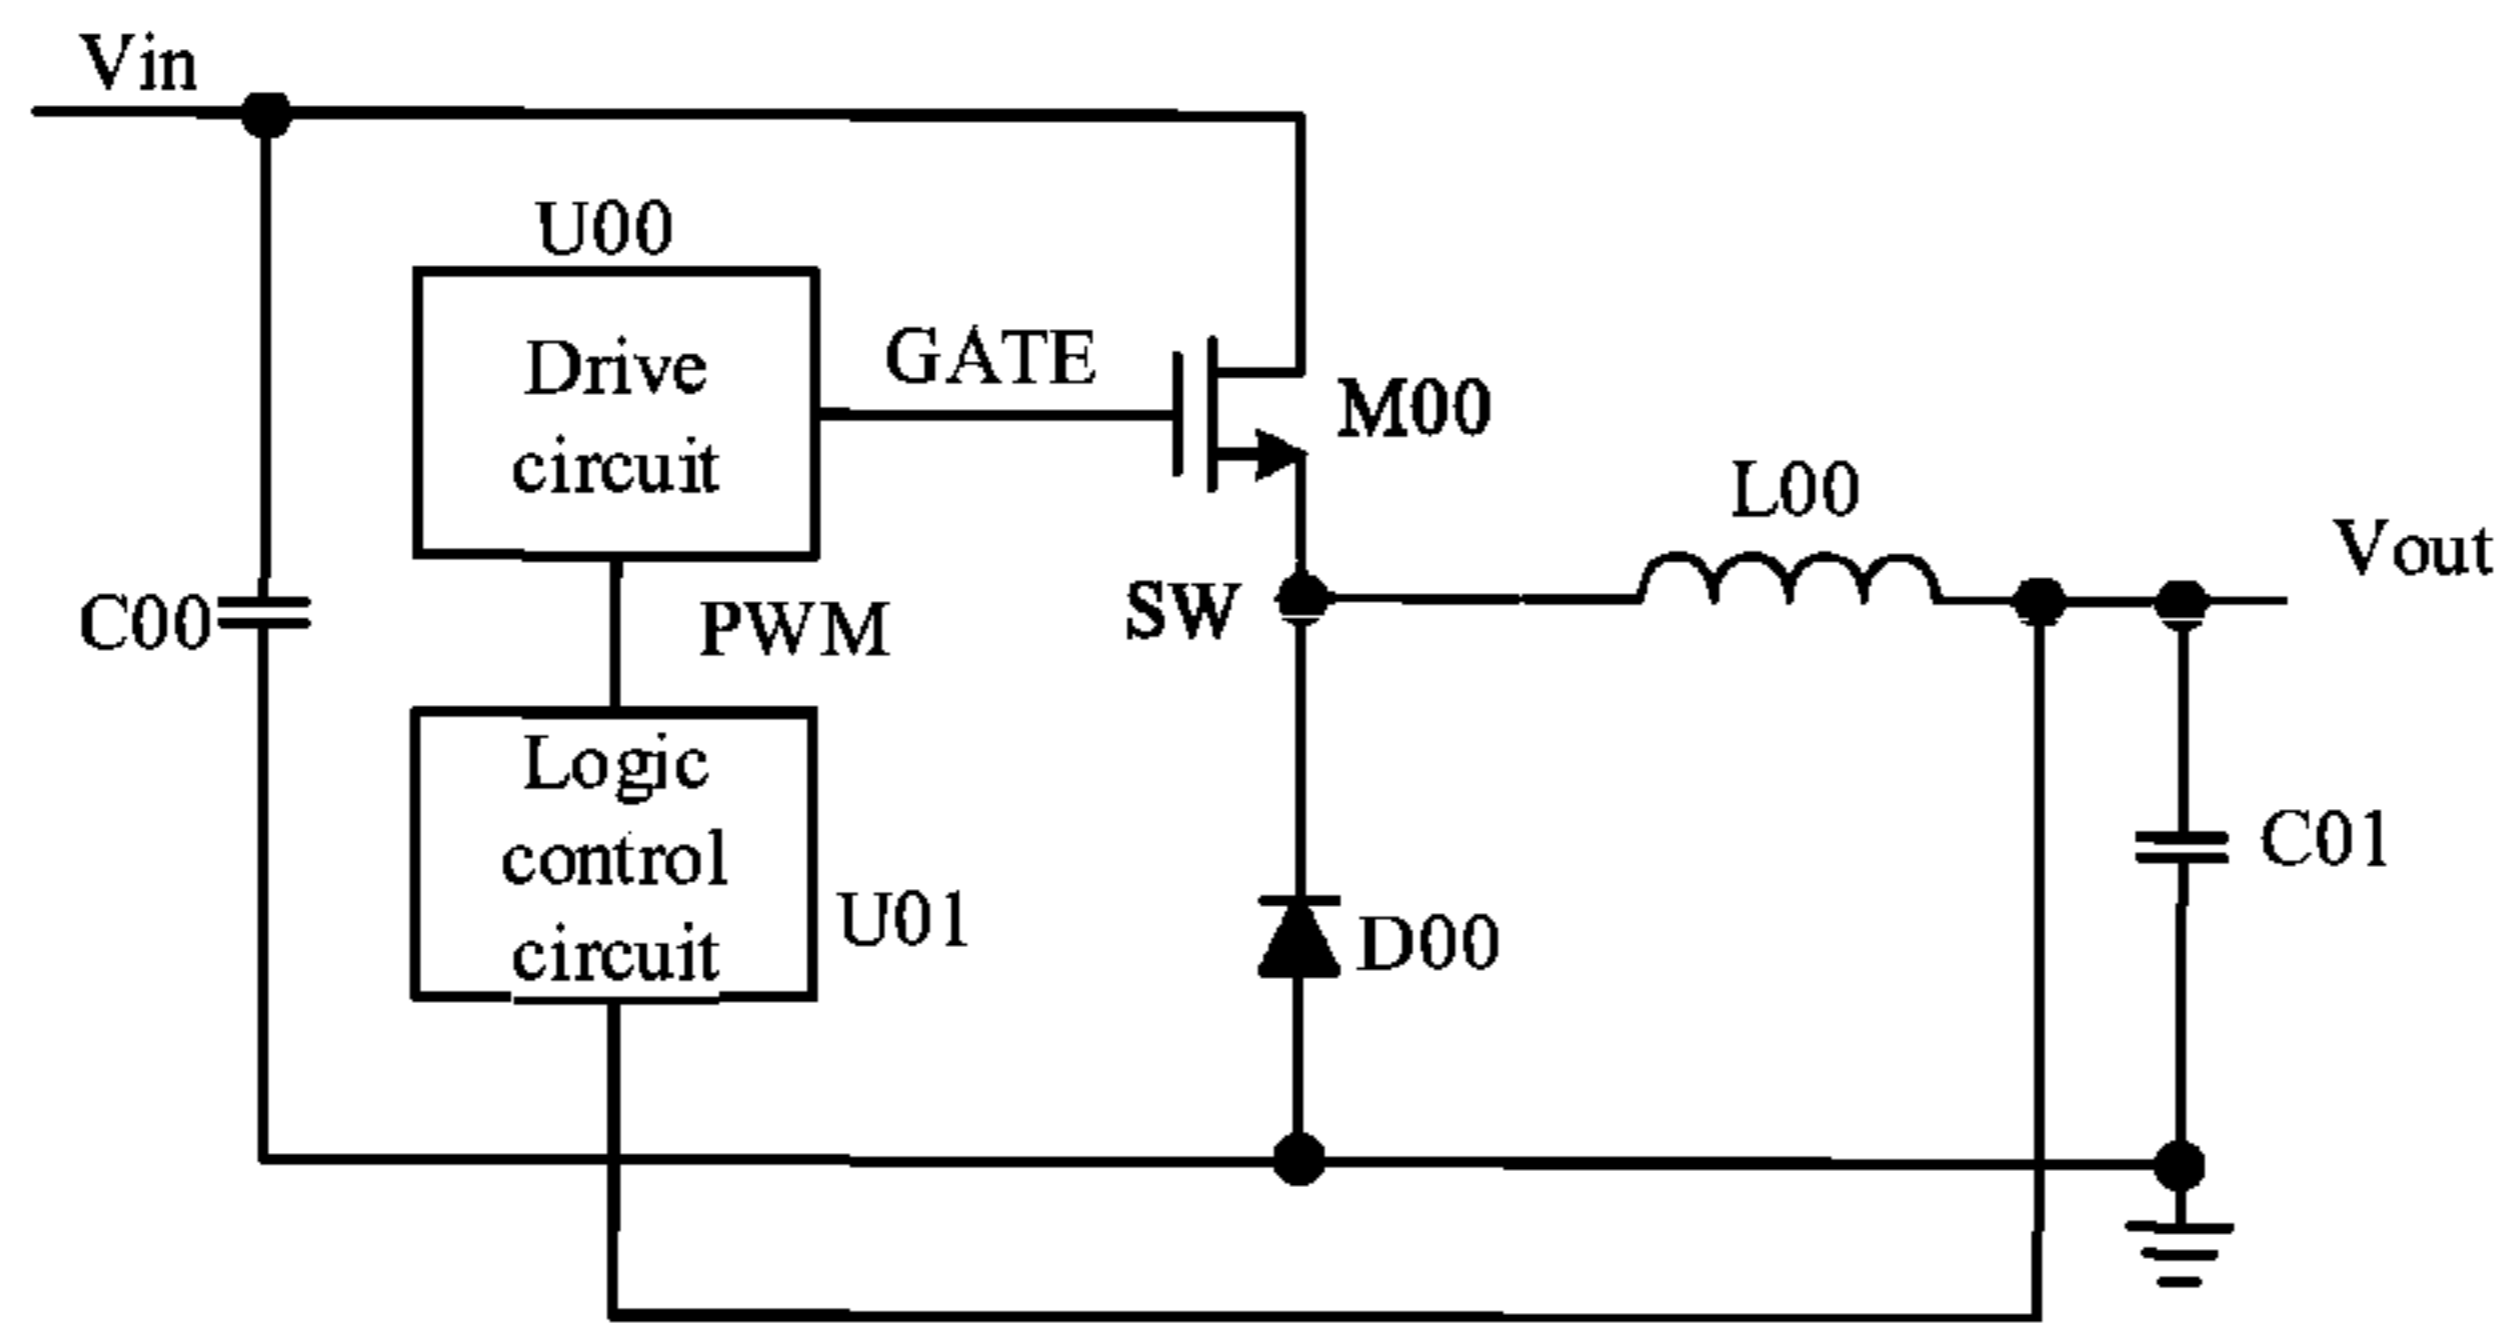 Vin
U00
Drive
circuit
GATE
M00
L00
Vout
C00
PWM
SW
Logic
control
circuit
U01
C01
D00